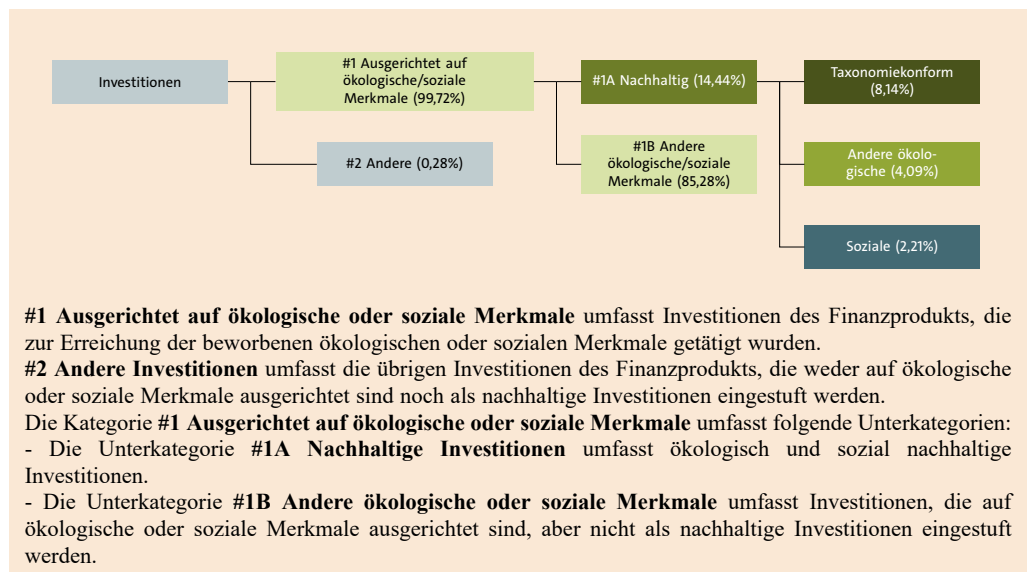 Investitionen
#1 Ausgerichtet auf
ökologische/soziale
Merkmale (99,72%)
#1A Nachhaltig (14,44%)
Taxonomiekonform
(8,14%)
#2 Andere (0,28%)
#1B Andere
ökologische/soziale
Merkmale (85,28%)
Andere ökolo-
gische (4,09%)
Soziale (2,21%)
#1 Ausgerichtet auf ökologische oder soziale Merkmale umfasst Investitionen des Finanzprodukts, die
zur Erreichung der beworbenen ökologischen oder sozialen Merkmale getätigt wurden.
#2 Andere Investitionen umfasst die übrigen Investitionen des Finanzprodukts, die weder auf ökologische
oder soziale Merkmale ausgerichtet sind noch als nachhaltige Investitionen eingestuft werden.
Die Kategorie #1 Ausgerichtet auf ökologische oder soziale Merkmale umfasst folgende Unterkategorien:
- Die Unterkategorie #1A Nachhaltige Investitionen umfasst ökologisch und sozial nachhaltige
Investitionen.
- Die Unterkategorie #1B Andere ökologische oder soziale Merkmale umfasst Investitionen, die auf
ökologische oder soziale Merkmale ausgerichtet sind, aber nicht als nachhaltige Investitionen eingestuft
werden.